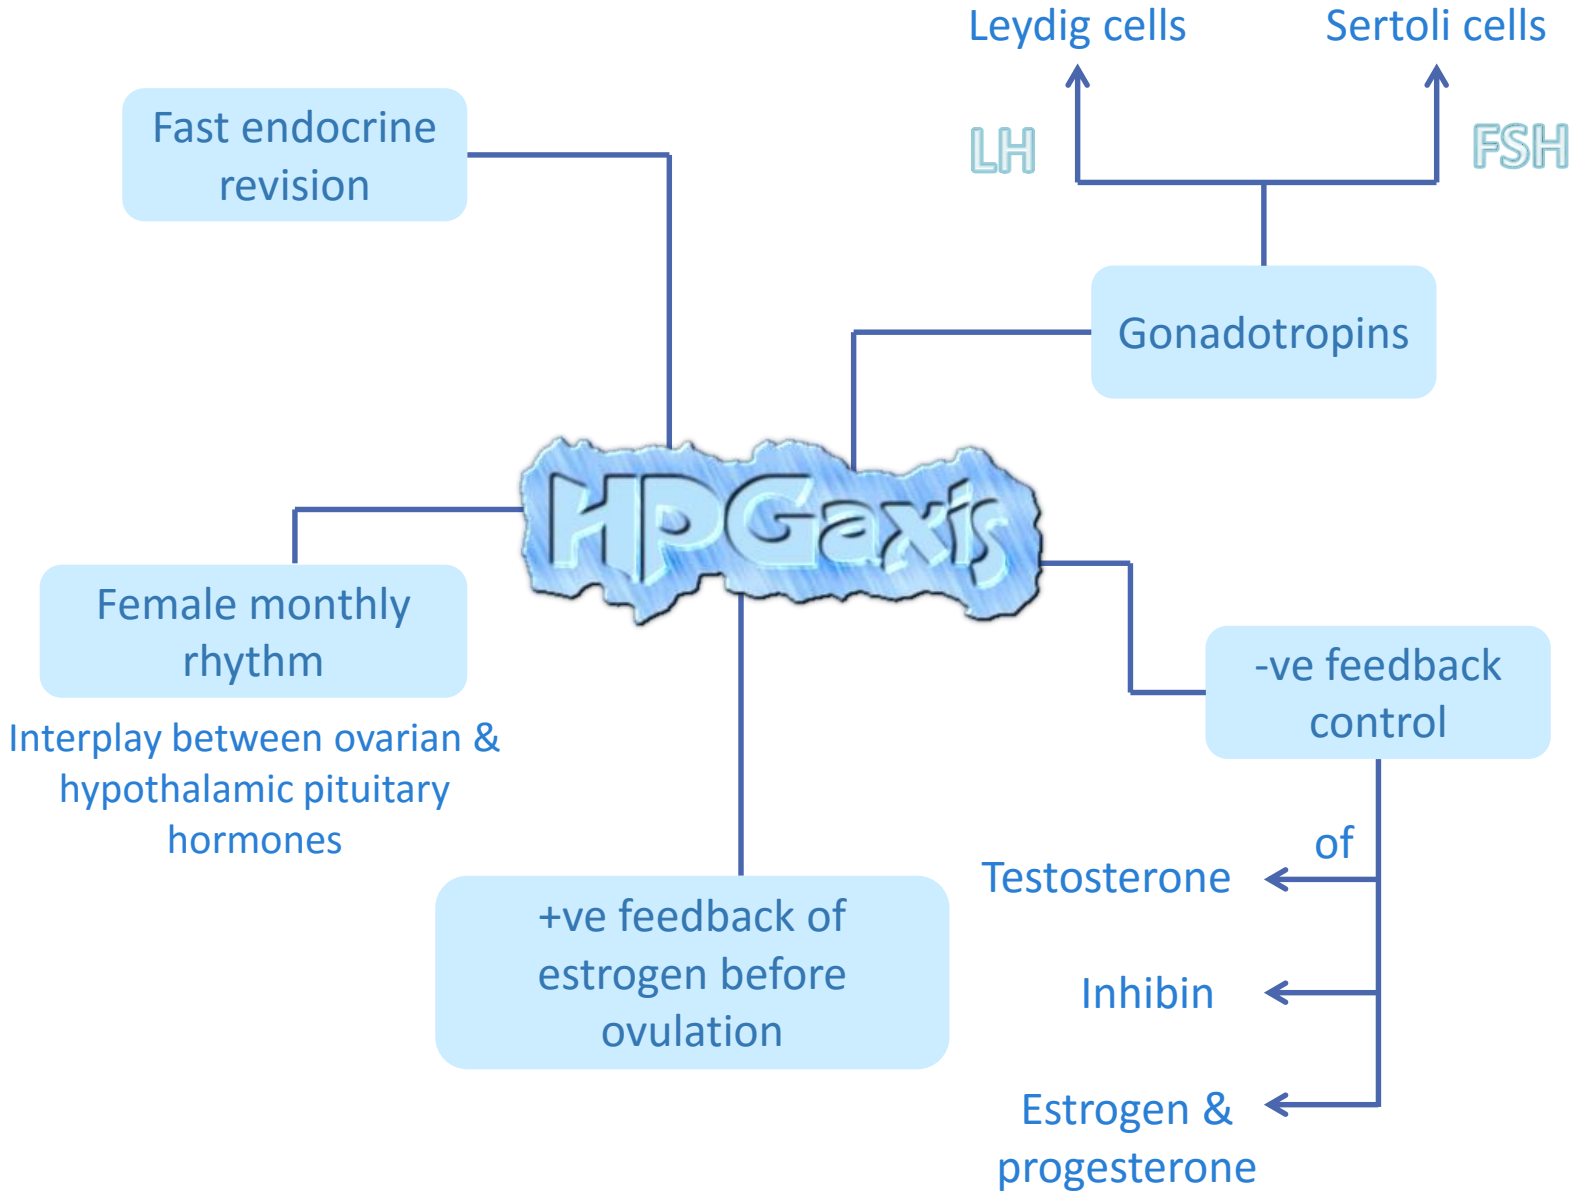 Leydig cells
Sertoli cells
Fast endocrine
revision
LH
FSH
Gonadotropins
HPGaxis
Female monthly
rhythm
Interplay between ovarian &
hypothalamic pituitary
hormones
-ve feedback
control
of
Testosterone
Inhibin
Estrogen &
progesterone
+ve feedback of
estrogen before
ovulation